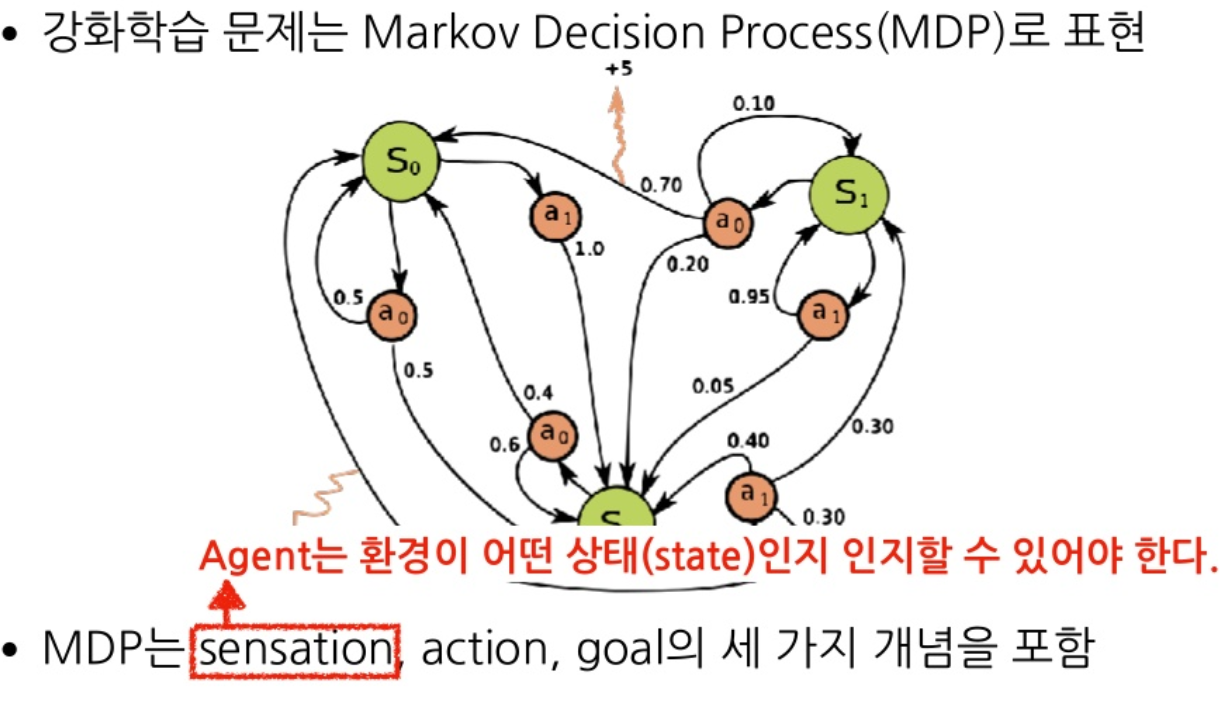 • 강화학습 문제는 Markov Decision Process(MDP)로 표현
+5
0.10
S₀
S₁
0.70
a₁
a₀
1.0
0.20
0.5
a₀
0.95
a₁
0.5
0.05
0.4
0.30
a₀
0.6
0.40
a₁
S
0.30
Agent는 환경이 어떤 상태(state)인지 인지할 수 있어야 한다.
• MDP는 sensation, action, goal의 세 가지 개념을 포함